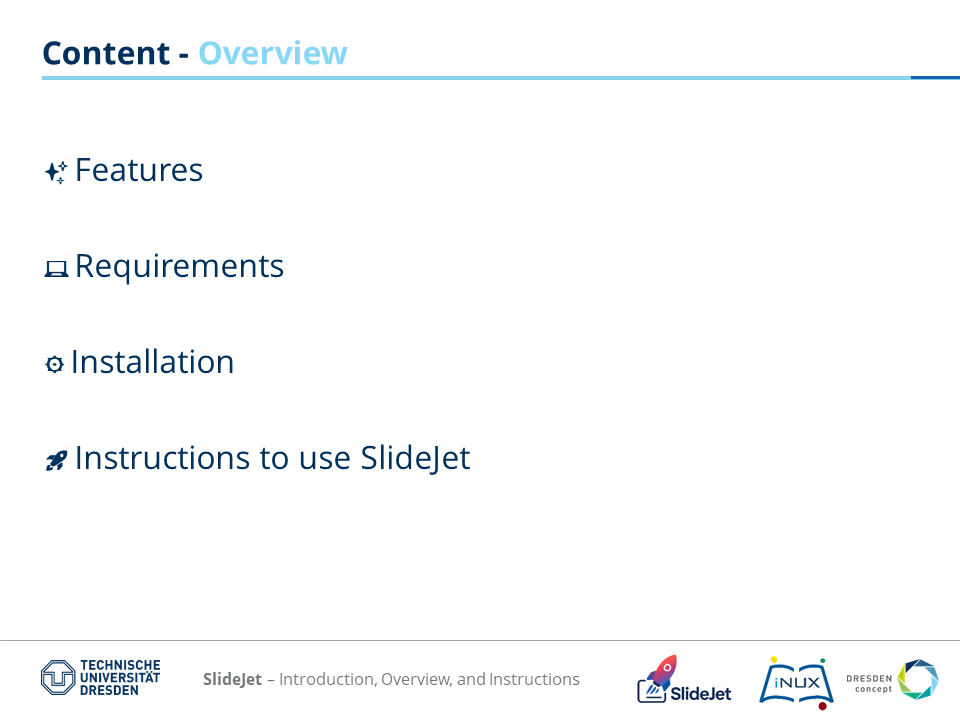 Content - Overview
Features
Requirements
Installation
Instructions to use SlideJet
TECHNISCHE
UNIVERSITÄT
DRESDEN
SlideJet – Introduction, Overview, and Instructions
SlideJet
iNUX
DRESDEN
concept